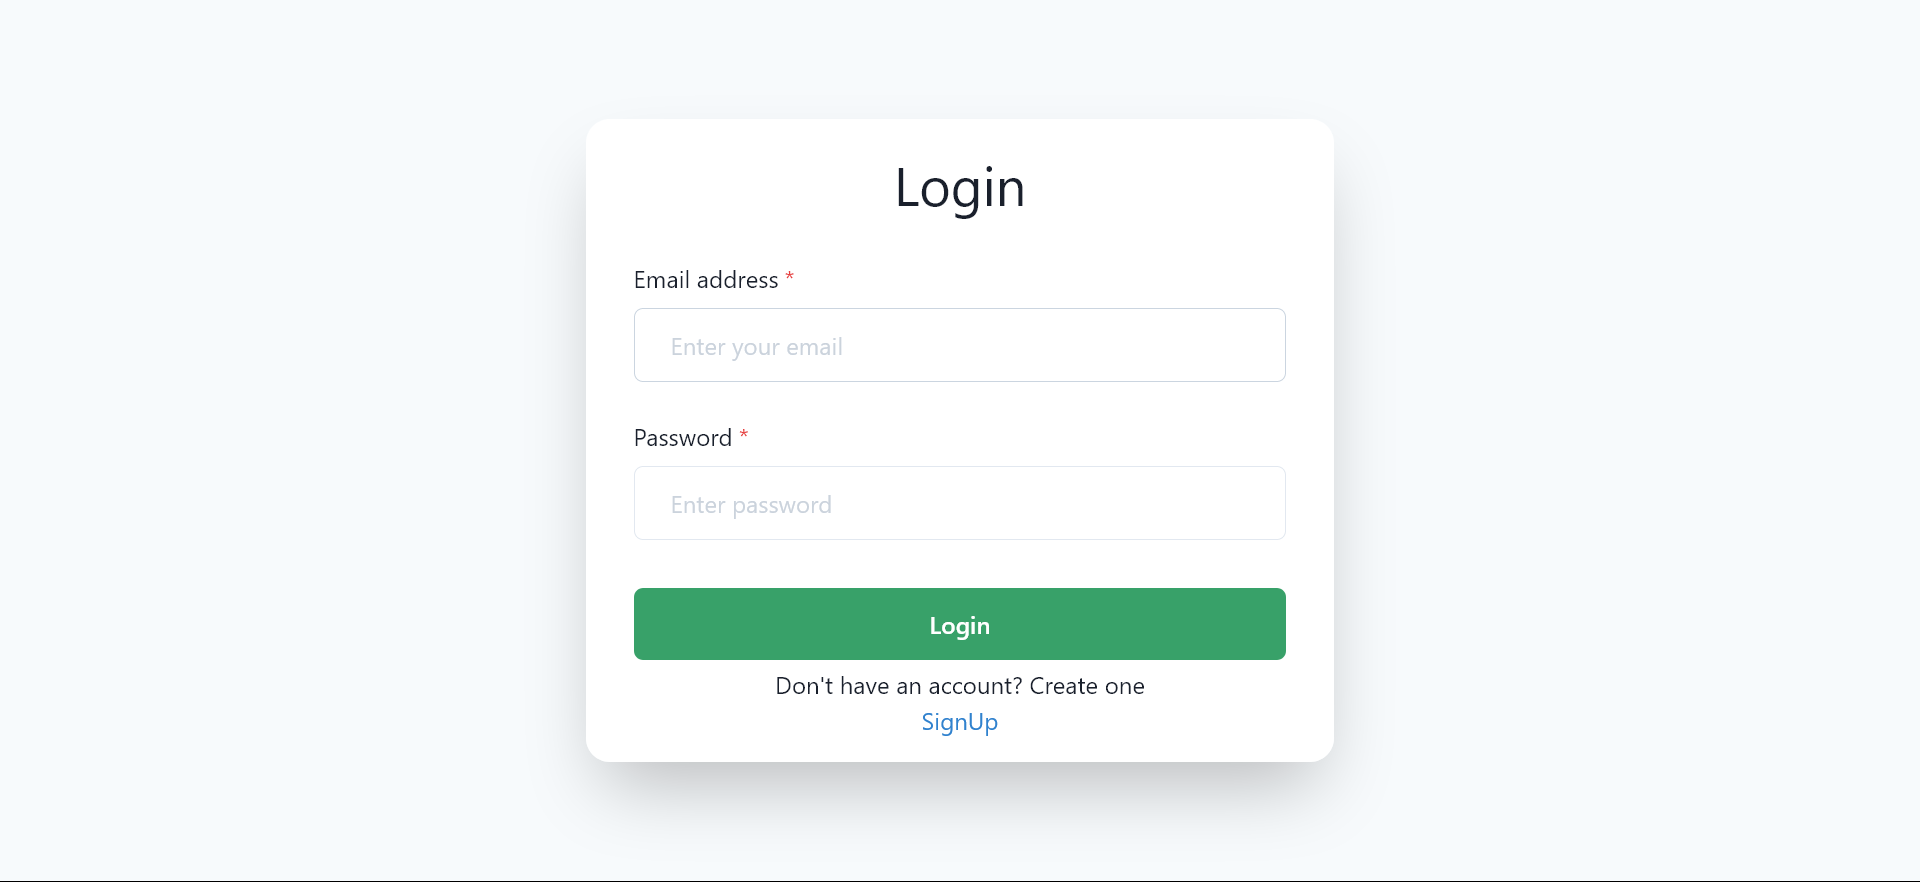 Login
Email address *
Enter your email
Password *
Enter password
Login
Don't have an account? Create one
SignUp